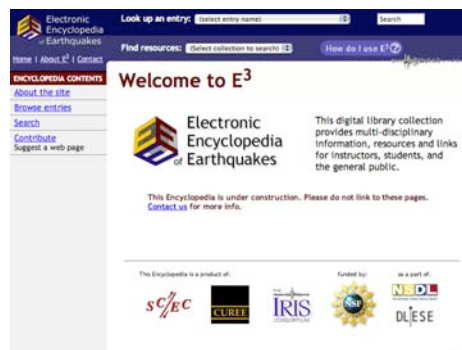 Electronic
Encyclopedia
of Earthquakes
Look up an entry: (select entry name) Search
Find resources: (Select collection to search) How do I use E³?
Home | About E³ | Contact
ENCYCLOPEDIA CONTENTS
About the site
Browse entries
Search
Contribute
Suggest a web page
Welcome to E³
Electronic
Encyclopedia
of Earthquakes
This digital library collection
provides multi-disciplinary
information, resources and links
for instructors, students, and
the general public.
This Encyclopedia is under construction. Please do not link to these pages.
Contact us for more info.
This Encyclopedia is a product of: funded by: as a part of:
SC/EC
CUREE
IRIS
CONSORTIUM
NSF
NSDL
DLESE